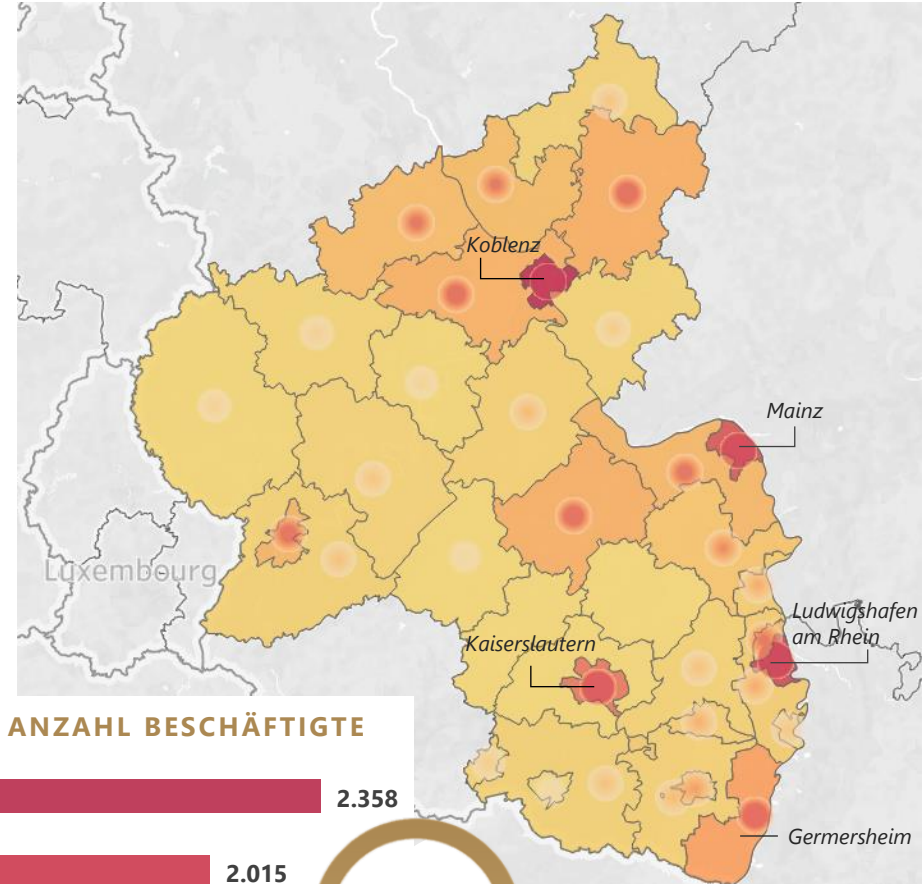 Koblenz
Mainz
Luxembourg
Ludwigshafen
am Rhein
Kaiserslautern
ANZAHL BESCHÄFTIGTE
2.358
Germersheim
2.015